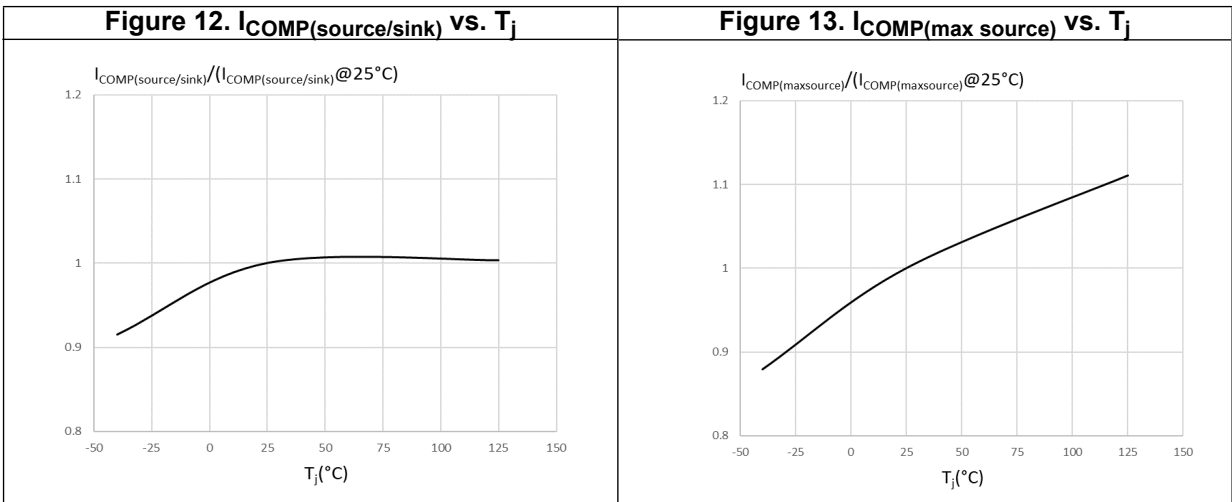 Figure 12. ICOMP(source/sink) vs. Tj
ICOMP(source/sink)/(ICOMP(source/sink)@25°C)
1.2
1.1
1
0.9
0.8
-50 -25 0 25 50 75 100 125 150
Tj(°C)
Figure 13. ICOMP(max source) vs. Tj
ICOMP(maxsource)/(ICOMP(maxsource)@25°C)
1.2
1.1
1
0.9
0.8
-50 -25 0 25 50 75 100 125 150
Tj(°C)